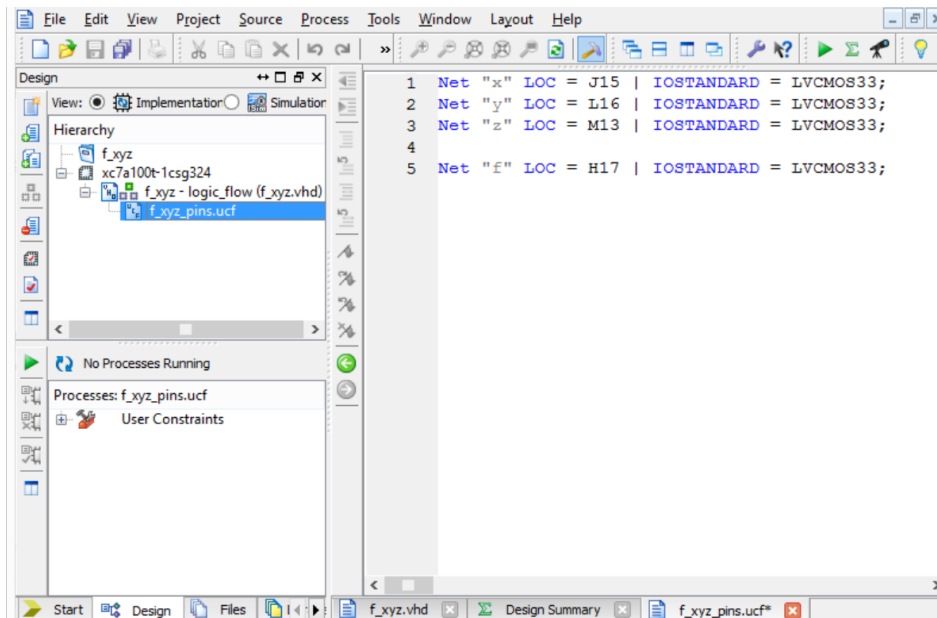 File Edit View Project Source Process Tools Window Layout Help
Design
View: Implementation Simulation
Hierarchy
f_xyz
xc7a100t-1csg324
f_xyz - logic_flow (f_xyz.vhd)
f_xyz_pins.ucf
No Processes Running
Processes: f_xyz_pins.ucf
User Constraints
1 Net "x" LOC = J15 | IOSTANDARD = LVCMOS33;
2 Net "y" LOC = L16 | IOSTANDARD = LVCMOS33;
3 Net "z" LOC = M13 | IOSTANDARD = LVCMOS33;
4
5 Net "f" LOC = H17 | IOSTANDARD = LVCMOS33;
Start Design Files
f_xyz.vhd Design Summary f_xyz_pins.ucf*